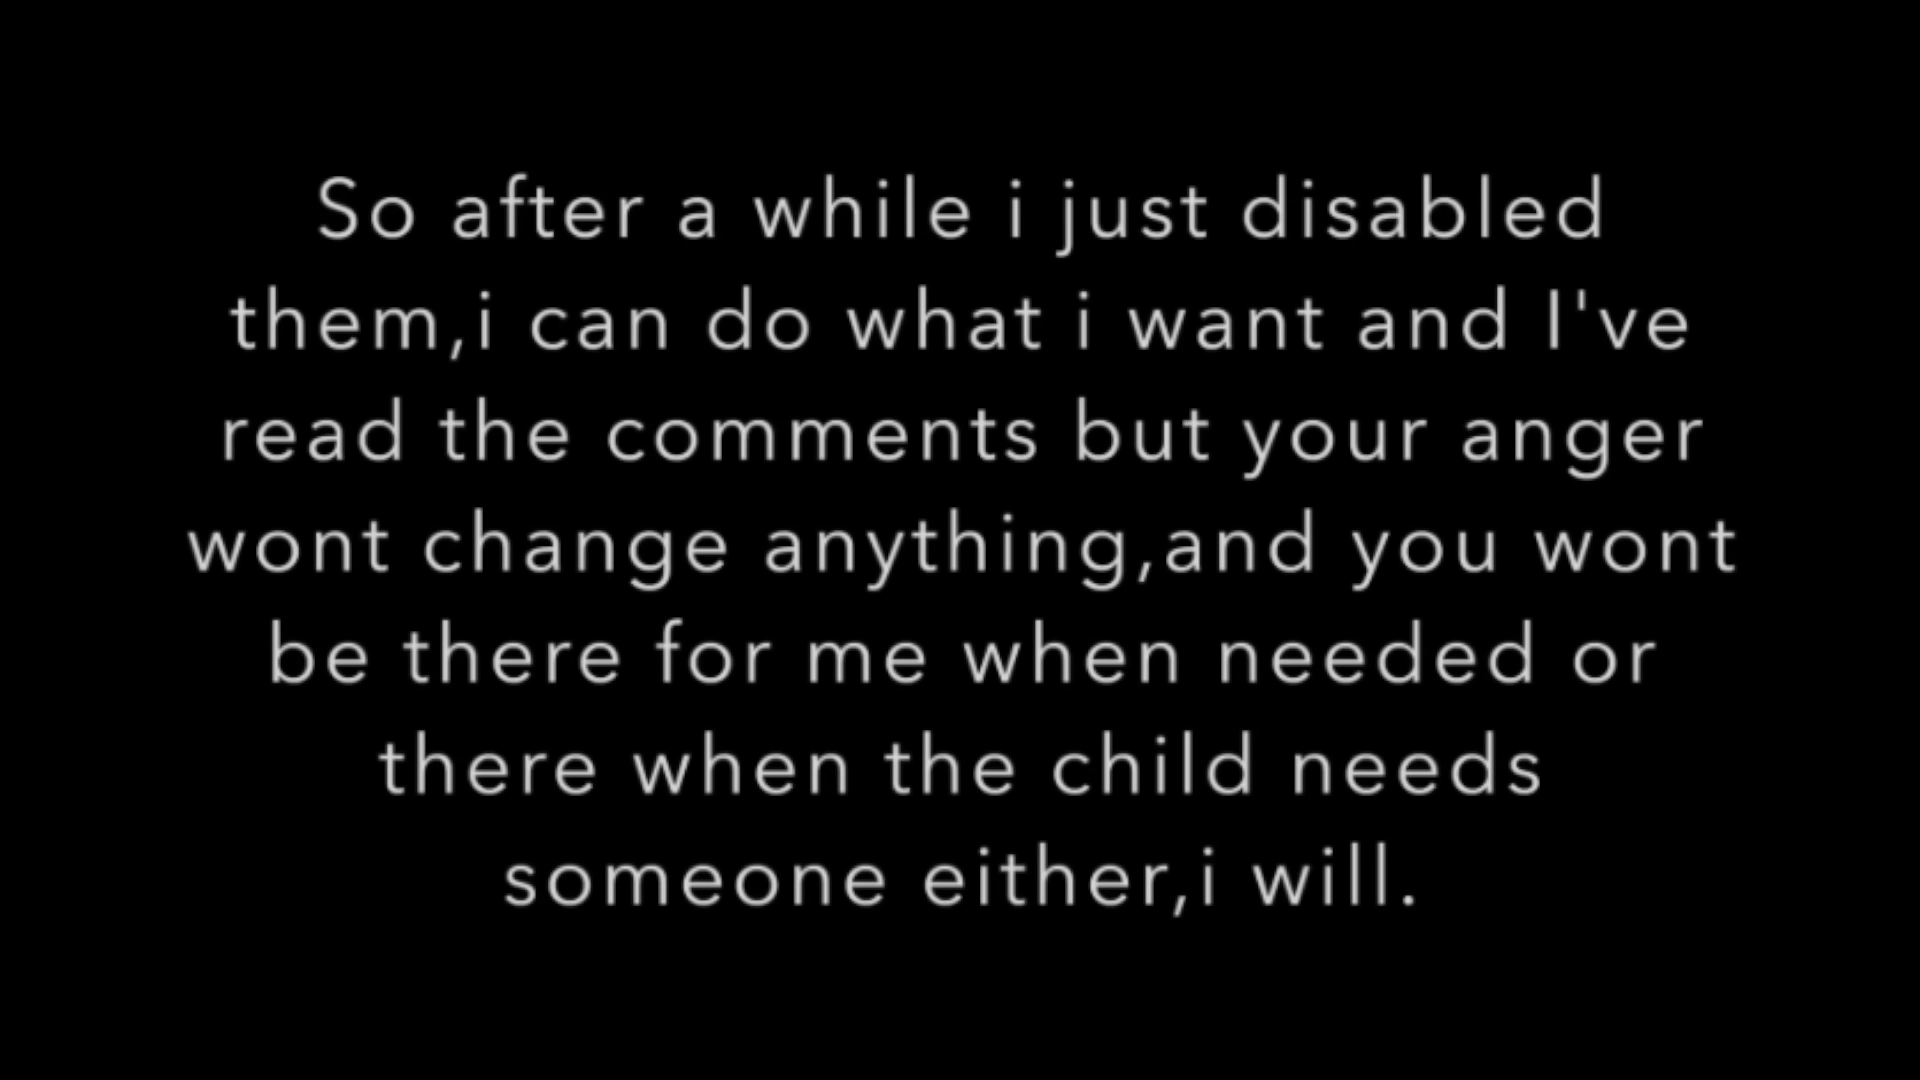 So after a while i just disabled
them,i can do what i want and I've
read the comments but your anger
wont change anything,and you wont
be there for me when needed or
there when the child needs
someone either,i will.